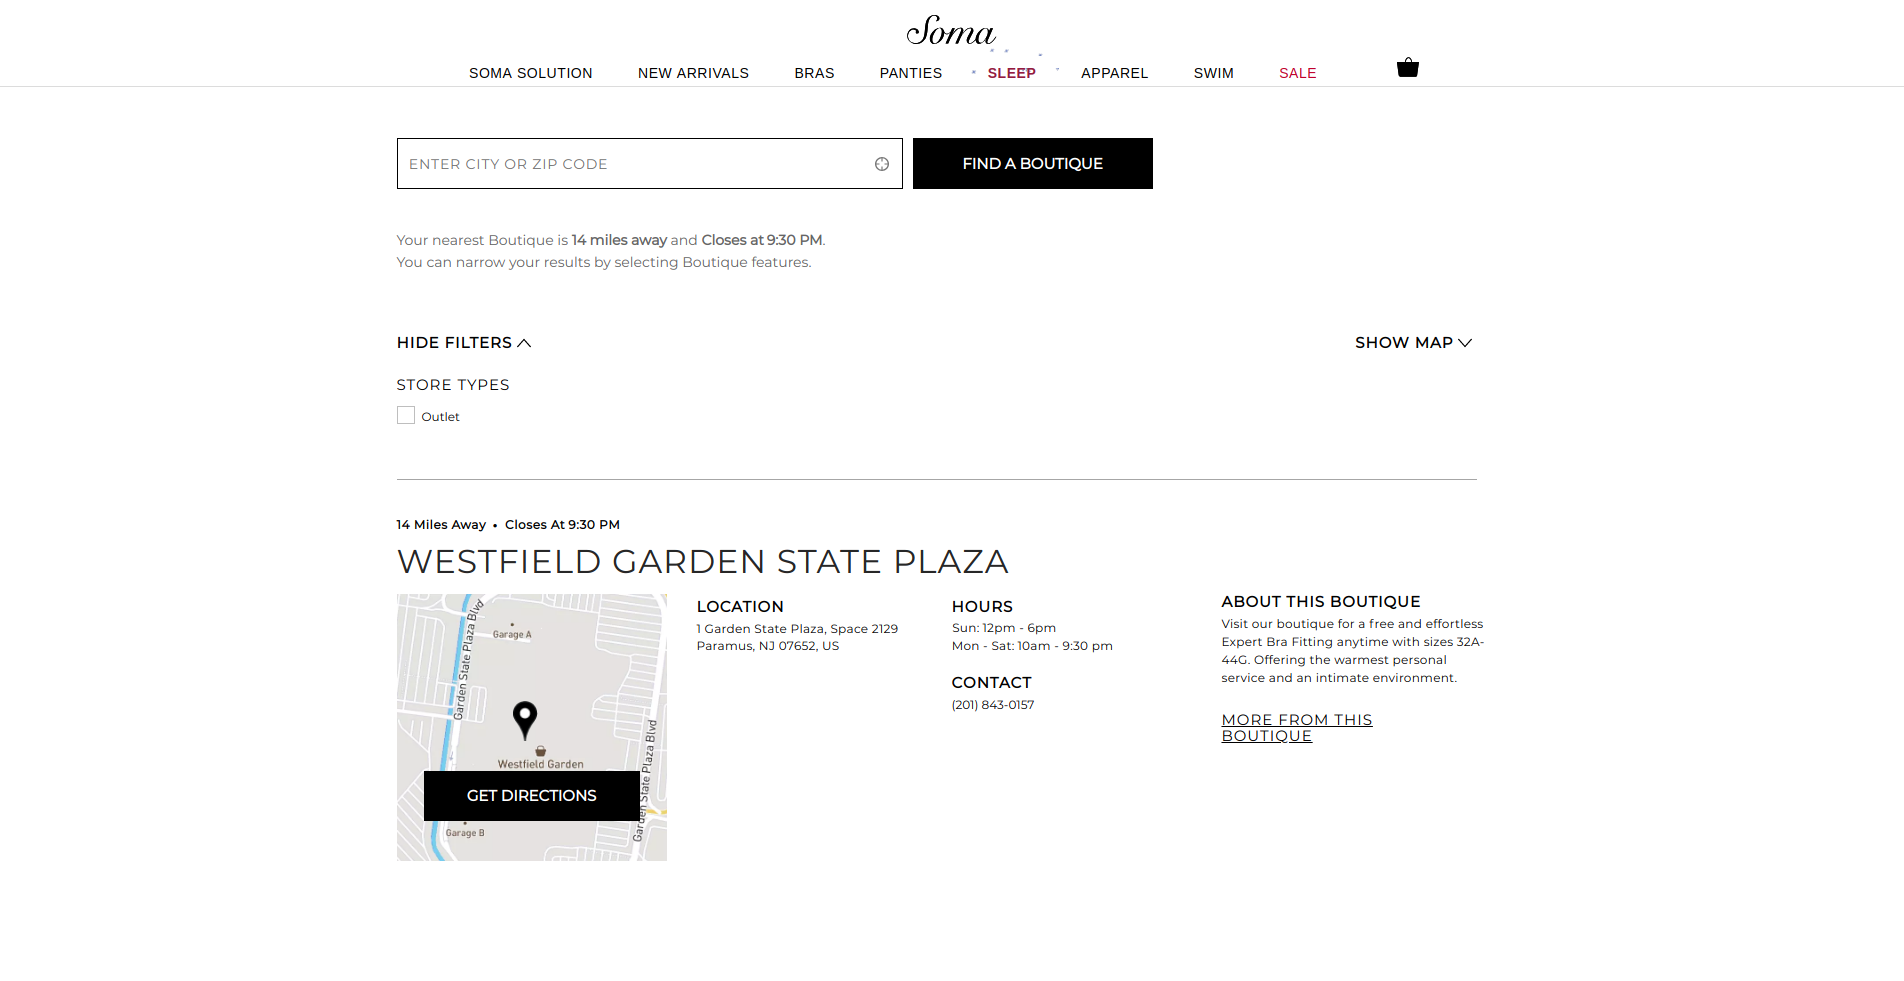 Soma
SOMA SOLUTION
NEW ARRIVALS
BRAS
PANTIES
SLEEP
APPAREL
SWIM
SALE
ENTER CITY OR ZIP CODE
FIND A BOUTIQUE
Your nearest Boutique is 14 miles away and Closes at 9:30 PM.
You can narrow your results by selecting Boutique features.
HIDE FILTERS
SHOW MAP
STORE TYPES
Outlet
14 Miles Away • Closes At 9:30 PM
WESTFIELD GARDEN STATE PLAZA
Garden State Plaza Blvd
Garage A
Westfield Garden
GET DIRECTIONS
Garage B
Garden State Plaza Blvd
LOCATION
1 Garden State Plaza, Space 2129
Paramus, NJ 07652, US
HOURS
Sun: 12pm - 6pm
Mon - Sat: 10am - 9:30 pm
CONTACT
(201) 843-0157
ABOUT THIS BOUTIQUE
Visit our boutique for a free and effortless
Expert Bra Fitting anytime with sizes 32A-
44G. Offering the warmest personal
service and an intimate environment.
MORE FROM THIS
BOUTIQUE